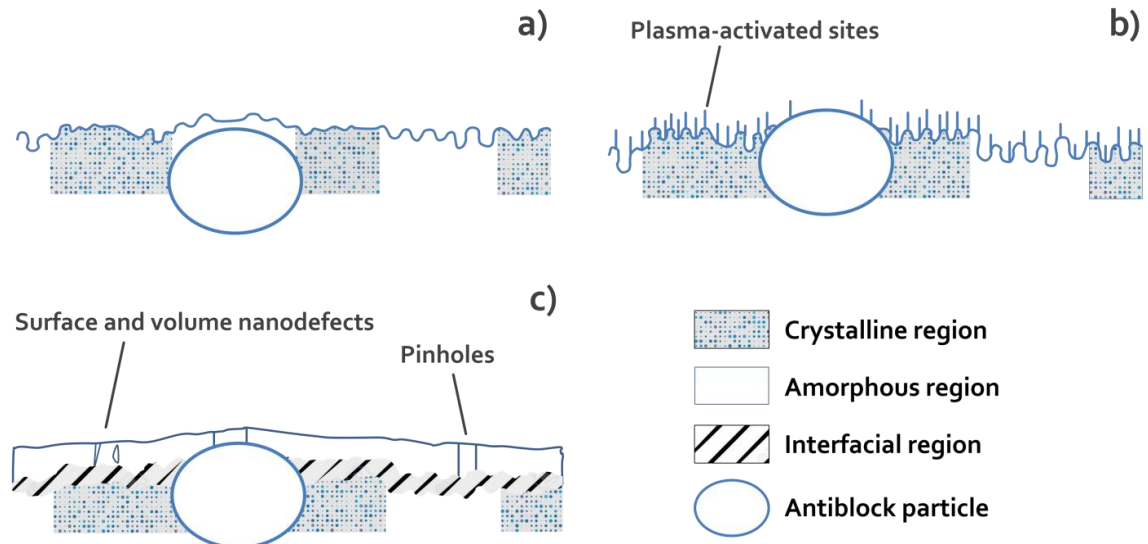 a)
Plasma-activated sites
b)
c)
Surface and volume nanodefects
Pinholes
Crystalline region
Amorphous region
Interfacial region
Antiblock particle